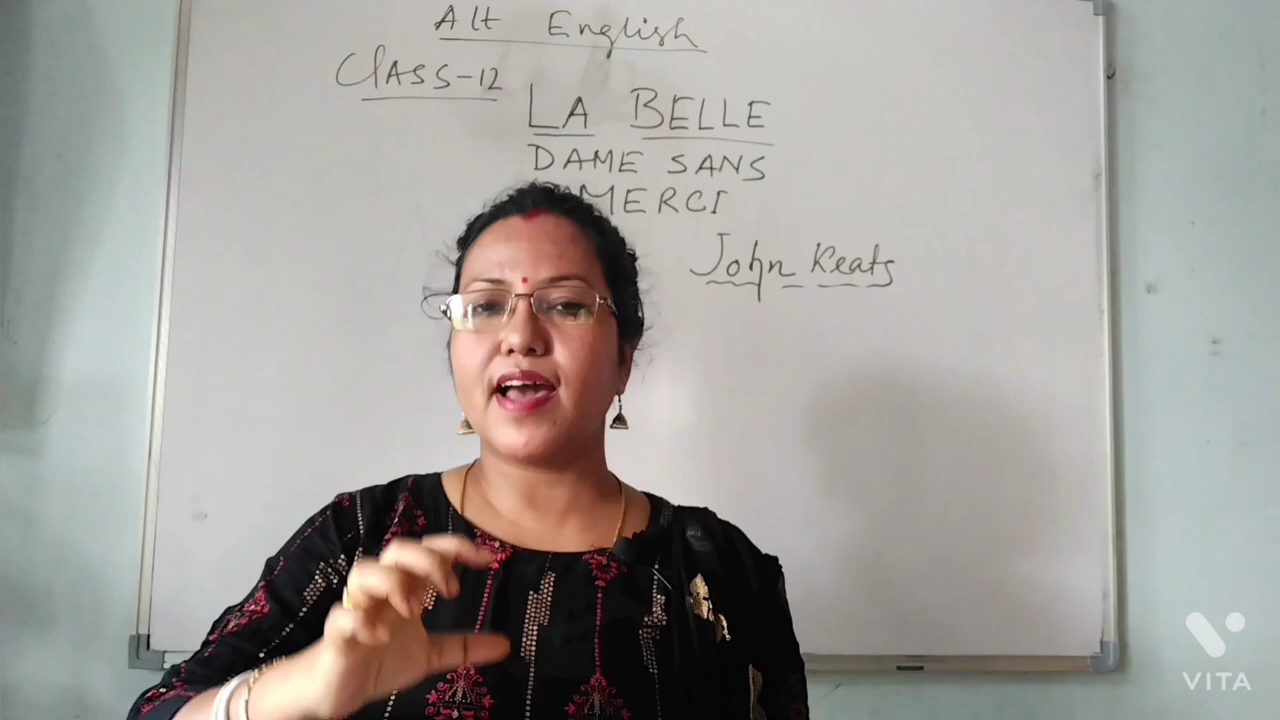 Alt English
Class-12
LA BELLE
DAME SANS
MERCI
John Keats
VITA